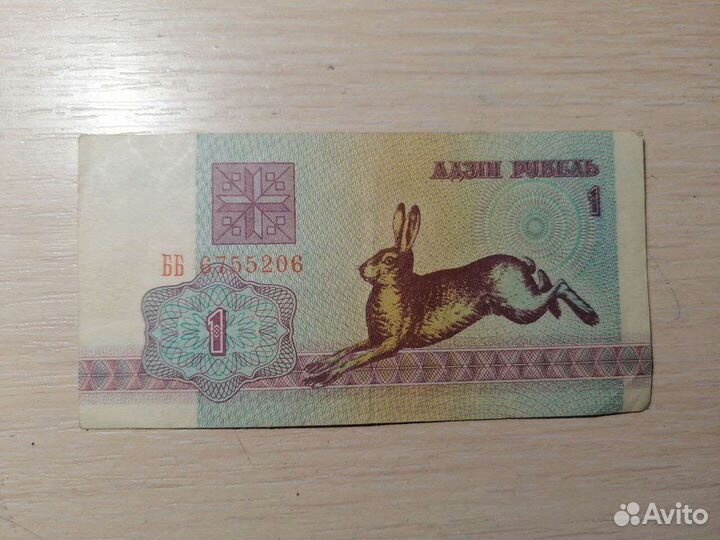 АДЗІН РУБЕЛЬ
1
ББ 6755206
1
Avito